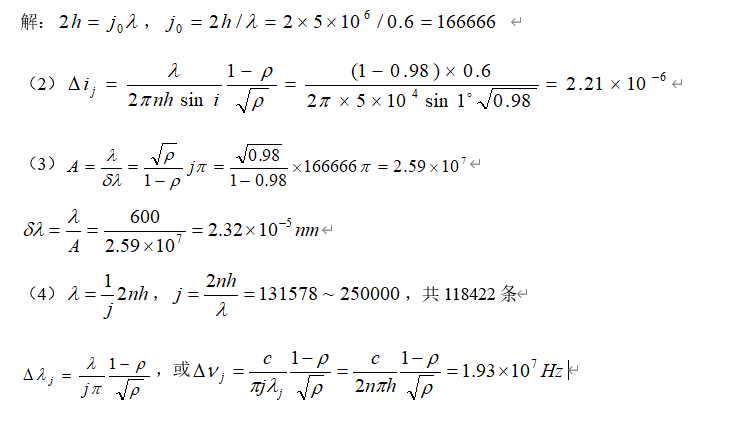 解：2h = j₀λ，j₀ = 2h / λ = 2 × 5 × 10⁶ / 0.6 = 166666
（2）Δi_j = λ/(2πnh sin i) (1−ρ)/√ρ = ((1−0.98)×0.6)/(2π × 5 × 10⁴ sin 1°√0.98) = 2.21 × 10⁻⁶
（3）A = λ/δλ = √ρ/(1−ρ) jπ = √0.98/(1−0.98) ×166666π = 2.59×10⁷
δλ = λ/A = 600/(2.59×10⁷) = 2.32×10⁻⁵ nm
（4）λ = (1/j)2nh，j = 2nh/λ = 131578 ~ 250000，共 118422 条
Δλ_j = λ/(jπ) (1−ρ)/√ρ，或 Δν_j = c/(πjλ_j) (1−ρ)/√ρ = c/(2nπh) (1−ρ)/√ρ = 1.93×10⁷ Hz